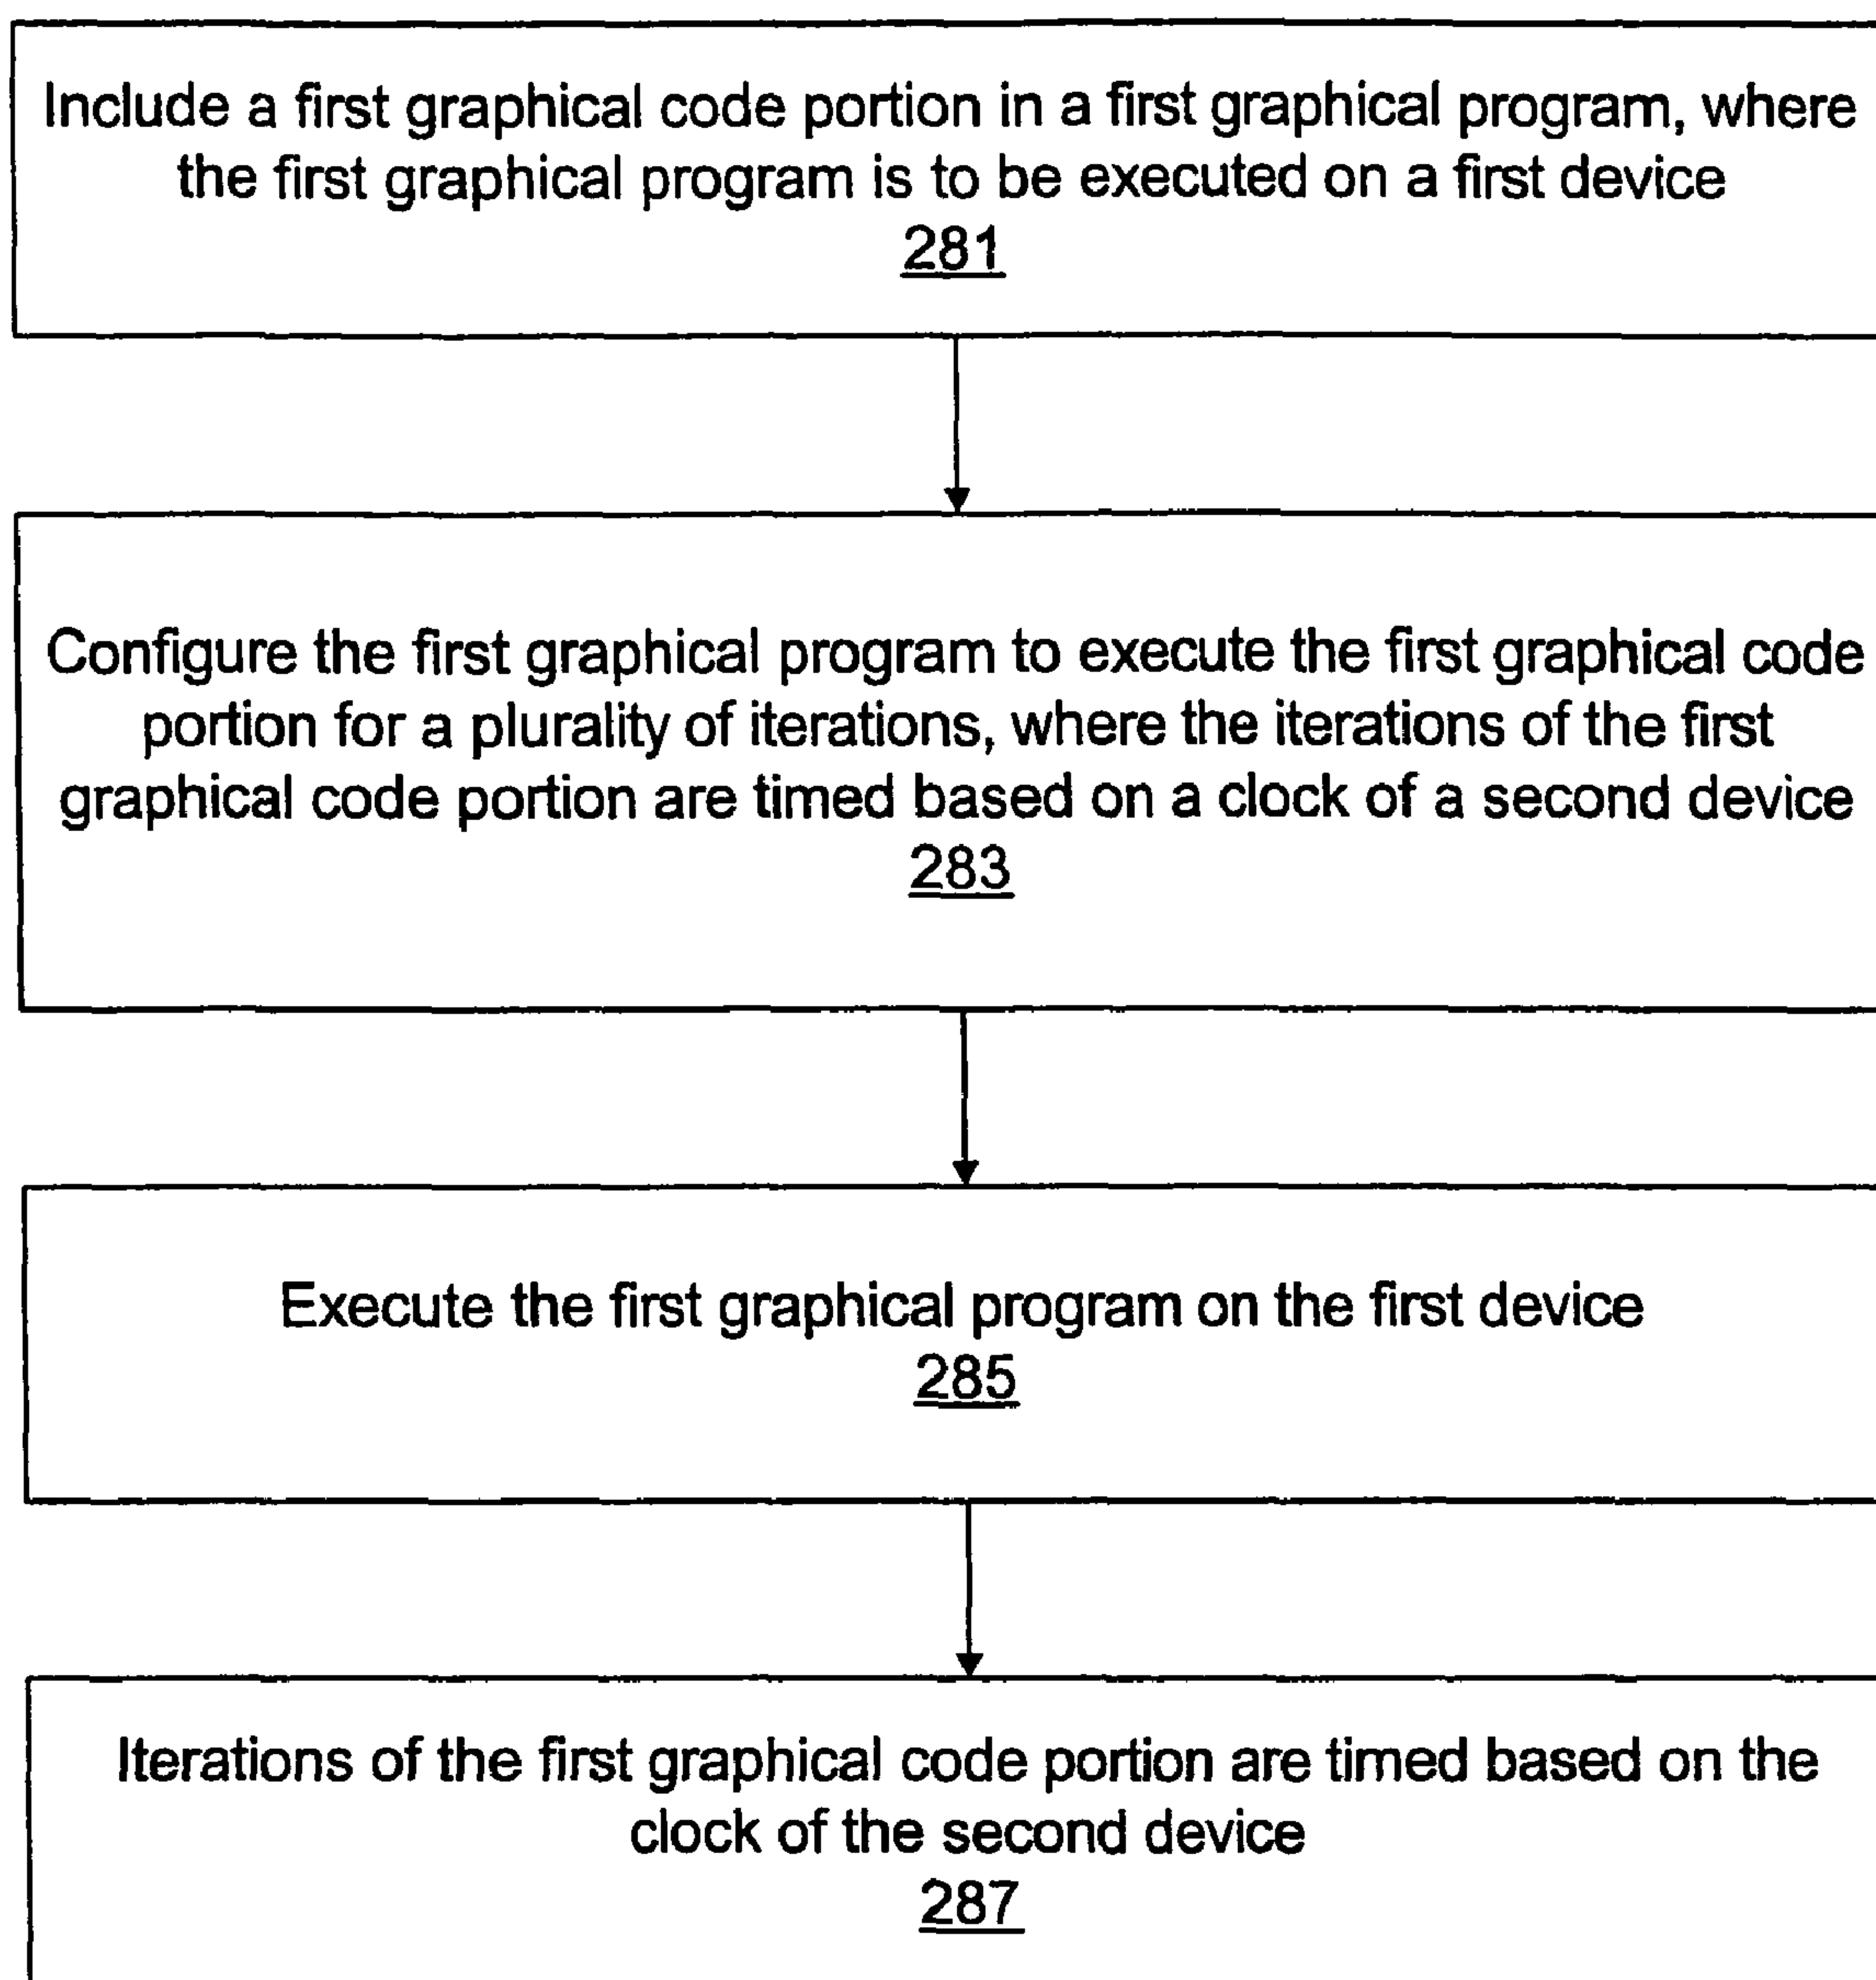 Include a first graphical code portion in a first graphical program, where
the first graphical program is to be executed on a first device
281
Configure the first graphical program to execute the first graphical code
portion for a plurality of iterations, where the iterations of the first
graphical code portion are timed based on a clock of a second device
283
Execute the first graphical program on the first device
285
Iterations of the first graphical code portion are timed based on the
clock of the second device
287